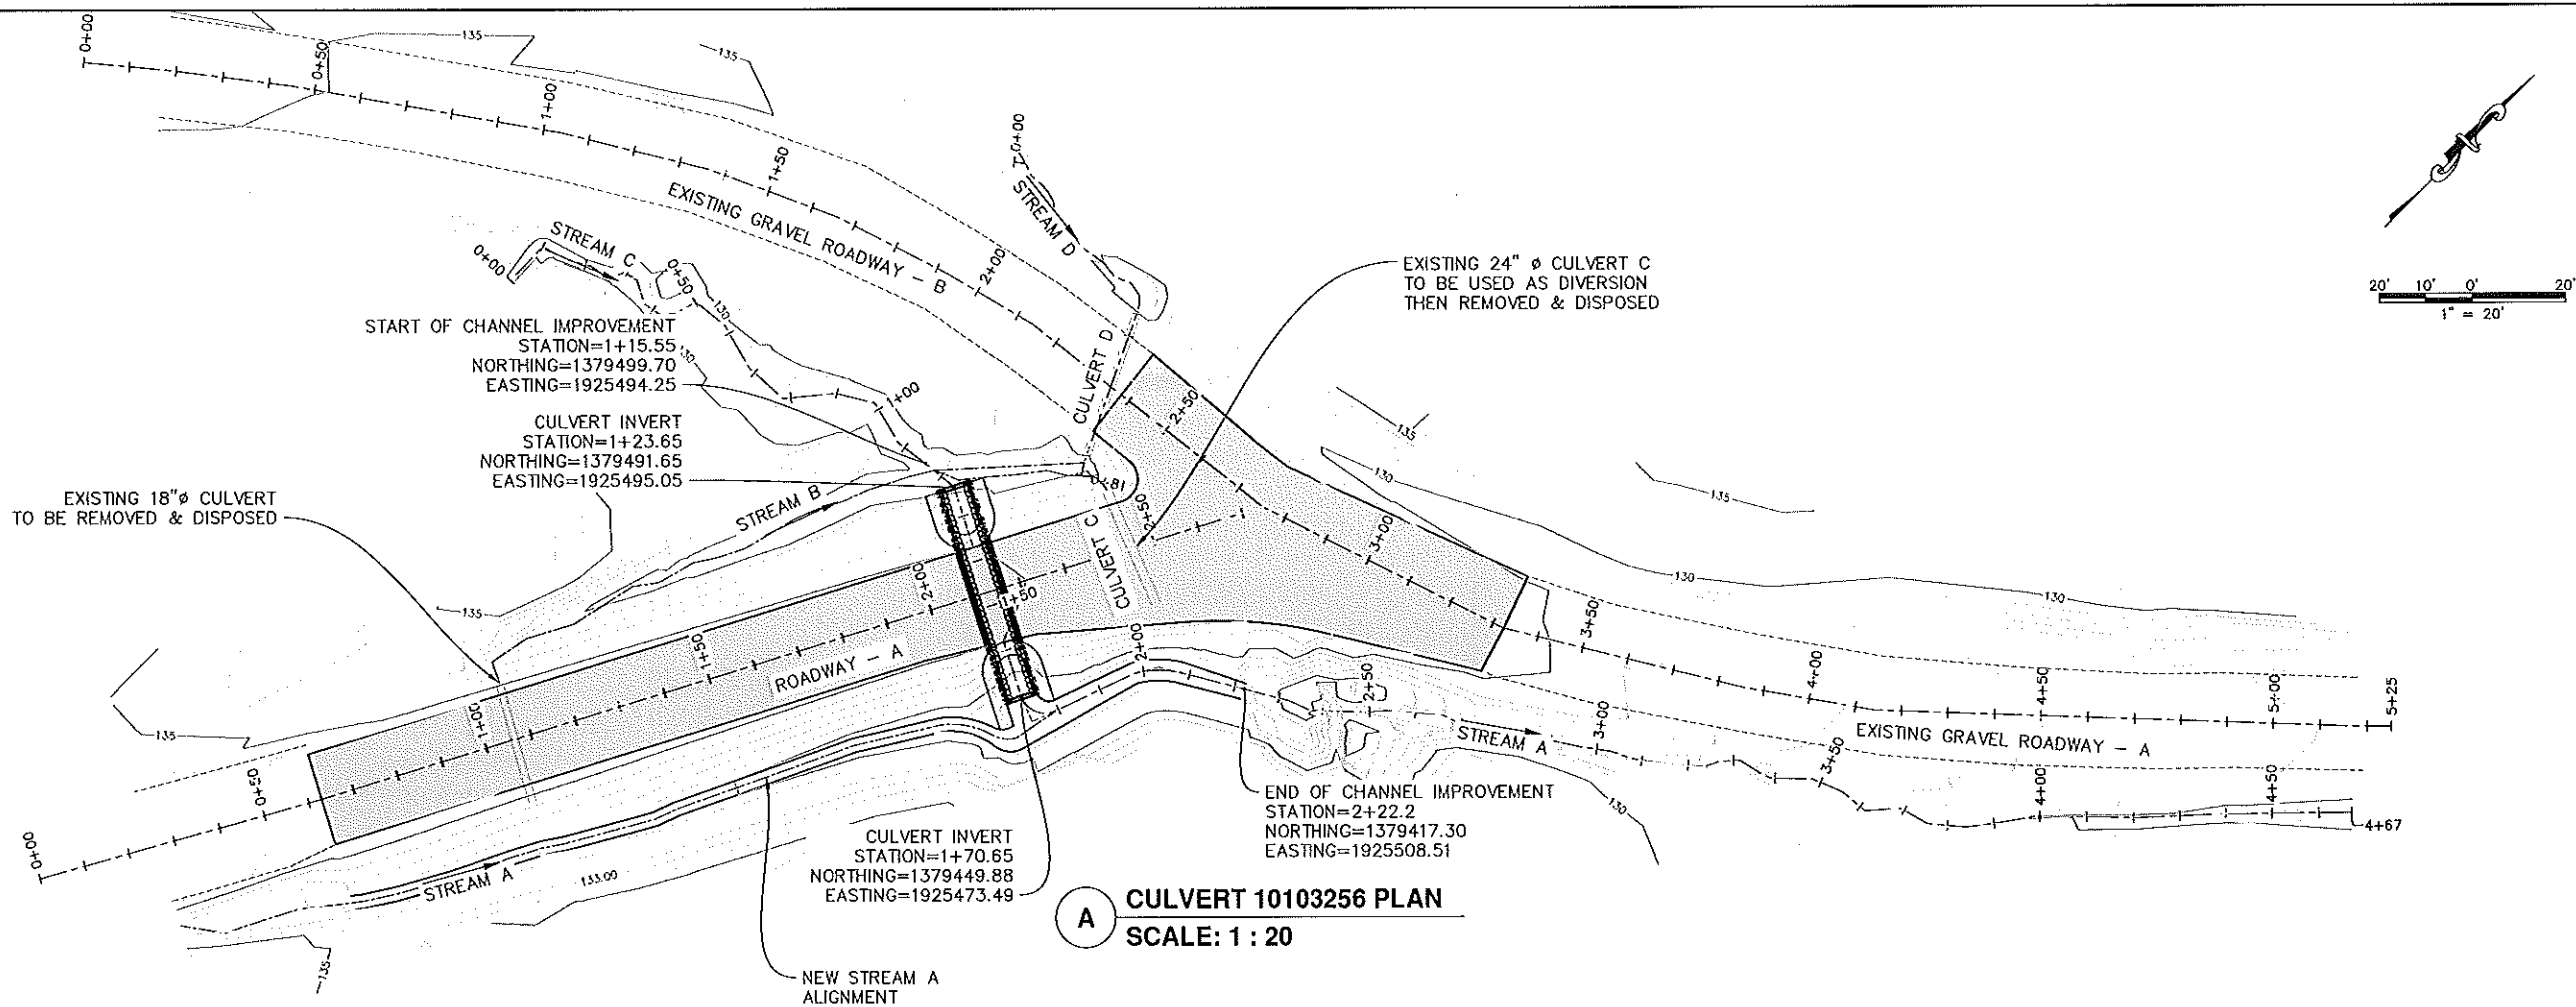 0+00
0+50
135
135
1+00
1+50
EXISTING GRAVEL ROADWAY - B
2+00
2+50
3+00
3+50
4+00
4+50
5+00
5+25
EXISTING GRAVEL ROADWAY - A
0+00
STREAM D
CULVERT D
20' 10' 0' 20'
1" = 20'
EXISTING 24" ø CULVERT C
TO BE USED AS DIVERSION
THEN REMOVED & DISPOSED
STREAM C
0+00
0+50
130
130
1+00
START OF CHANNEL IMPROVEMENT
STATION=1+15.55
NORTHING=1379499.70
EASTING=1925494.25
CULVERT INVERT
STATION=1+23.65
NORTHING=1379491.65
EASTING=1925495.05
EXISTING 18"ø CULVERT
TO BE REMOVED & DISPOSED
STREAM B
CULVERT C
2+50
135
130
135
130
130
135
135
0+00
0+50
1+00
1+50
2+00
ROADWAY - A
1+50
2+00
2+50
STREAM A
3+00
3+50
4+00
4+50
4+67
130
END OF CHANNEL IMPROVEMENT
STATION=2+22.2
NORTHING=1379417.30
EASTING=1925508.51
CULVERT INVERT
STATION=1+70.65
NORTHING=1379449.88
EASTING=1925473.49
STREAM A
133.00
135
NEW STREAM A
ALIGNMENT
A
CULVERT 10103256 PLAN
SCALE: 1 : 20